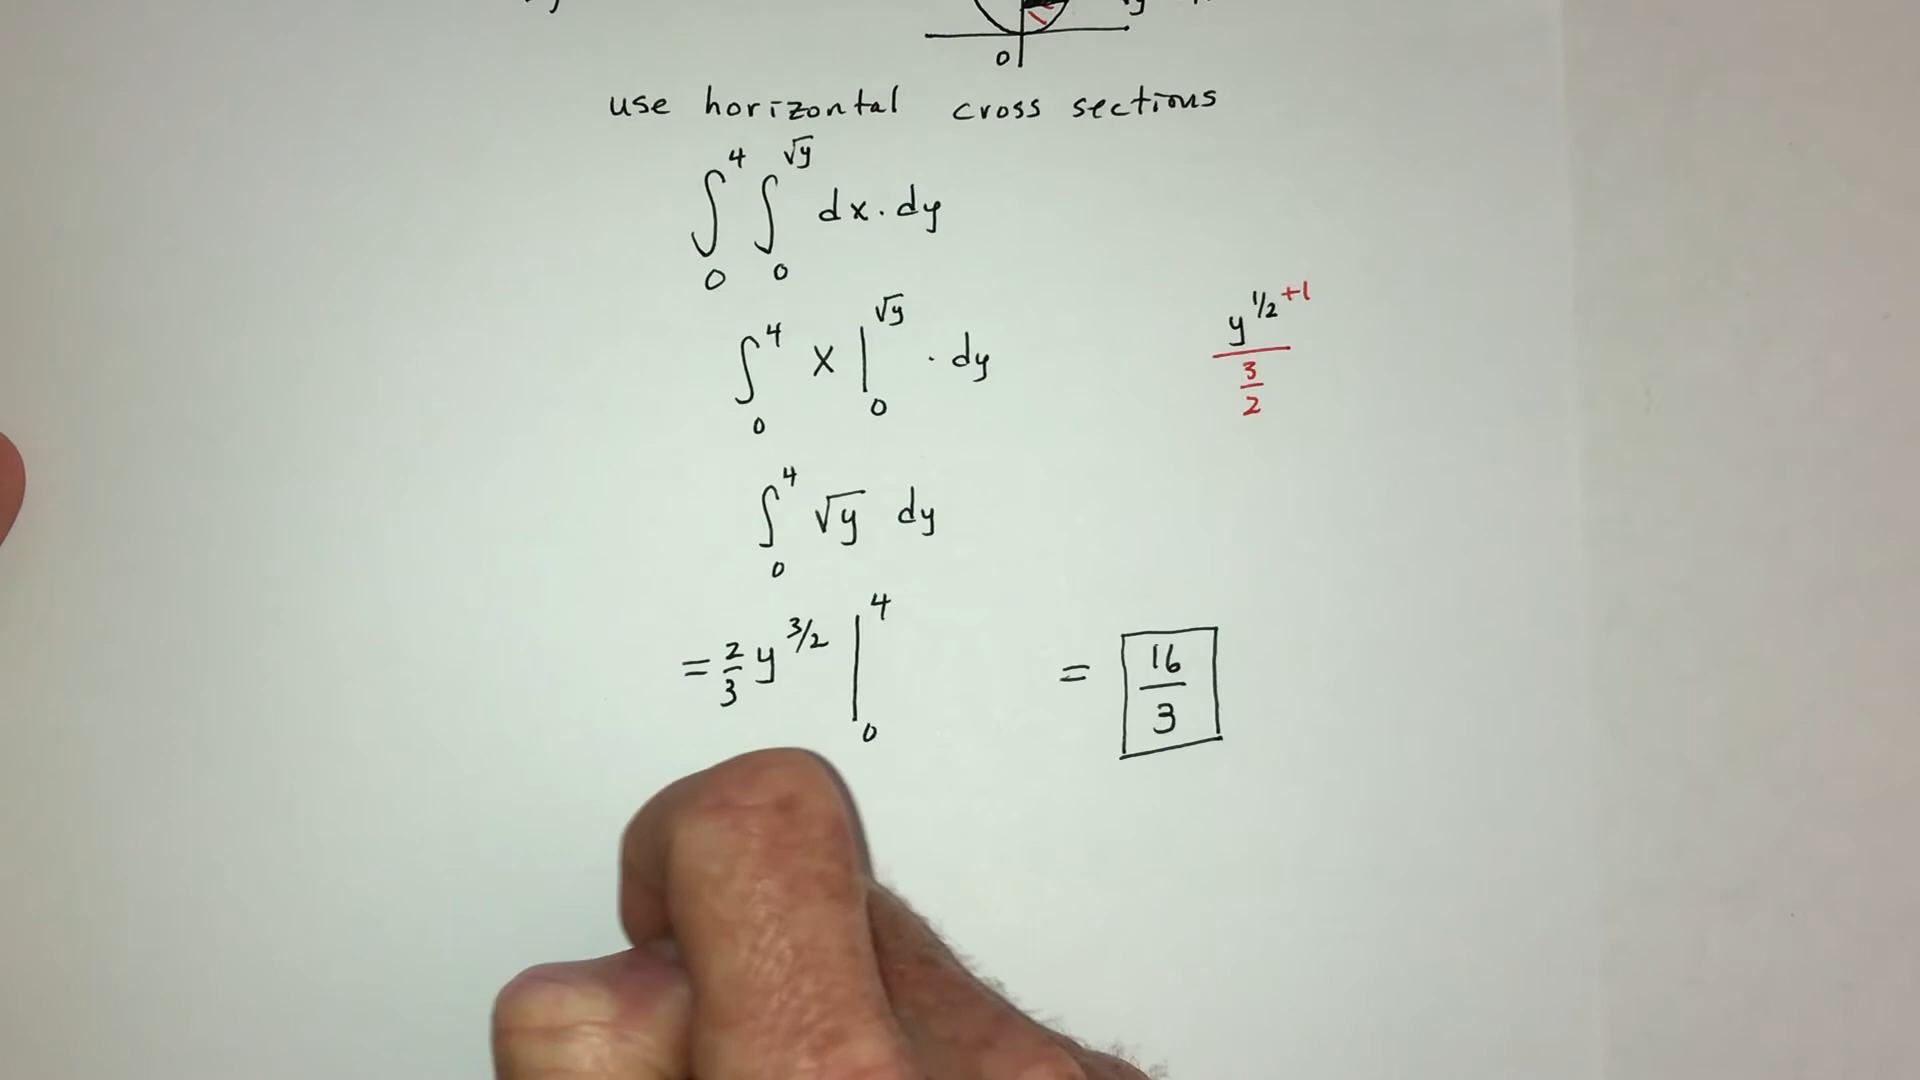 0
use horizontal cross sections
∫₀⁴ ∫₀^√y dx · dy
∫₀⁴ x |₀^√y · dy
y^(1/2 +1) / (3/2)
∫₀⁴ √y dy
= 2/3 y^(3/2) |₀⁴ = 16/3